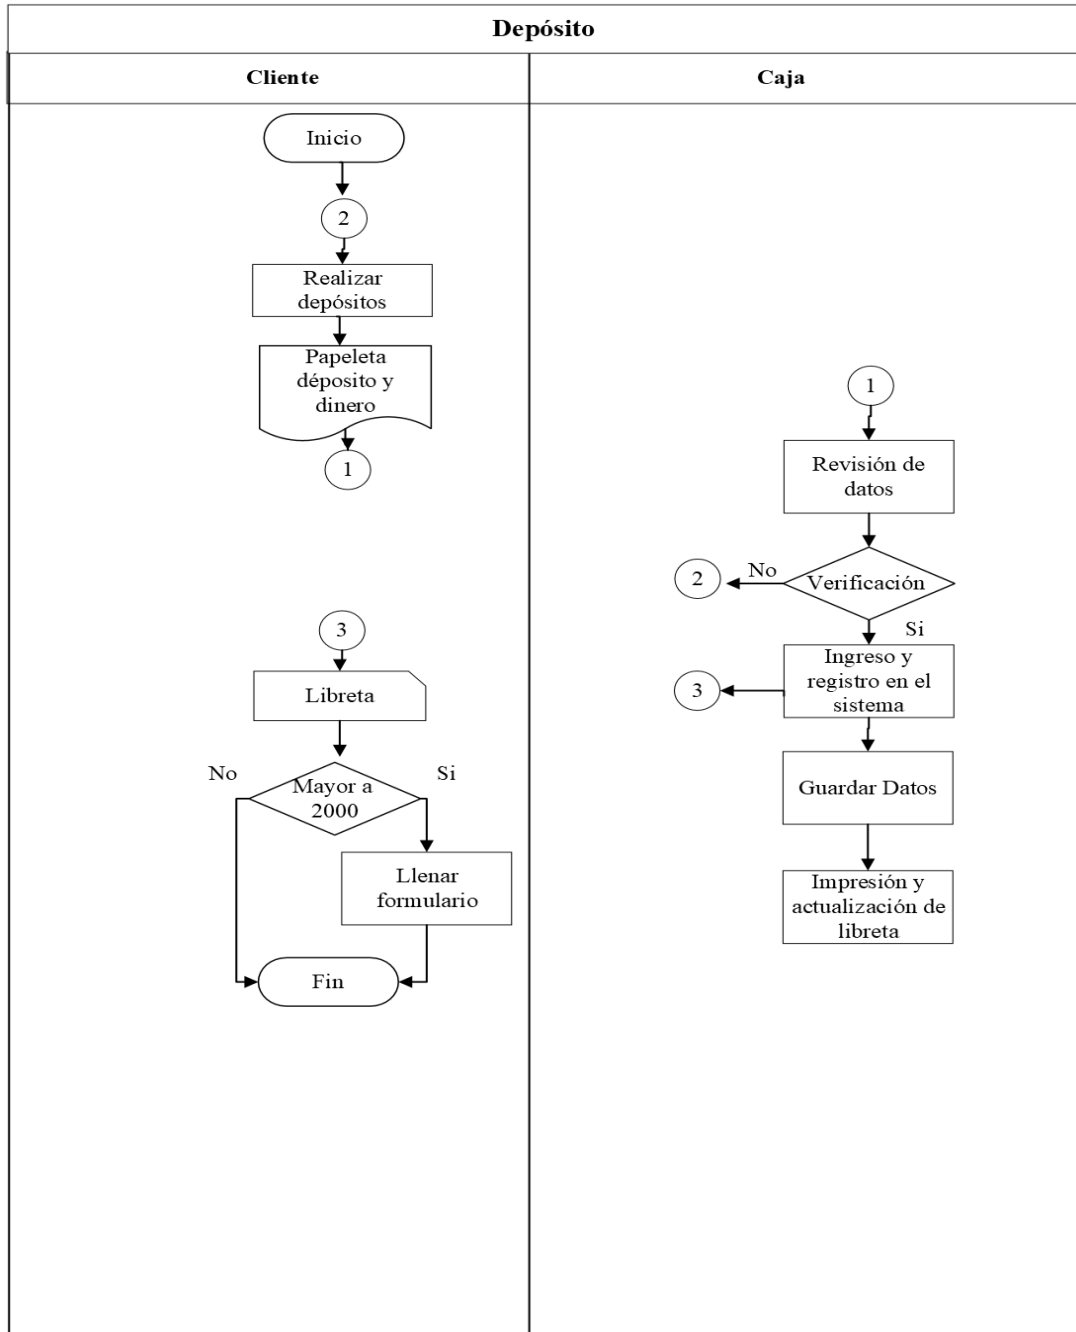 Depósito
Cliente
Caja
Inicio
2
Realizar
depósitos
Papeleta
déposito y
dinero
1
3
Libreta
No
Si
Mayor a
2000
Llenar
formulario
Fin
1
Revisión de
datos
2
No
Verificación
Si
3
Ingreso y
registro en el
sistema
Guardar Datos
Impresión y
actualización de
libreta